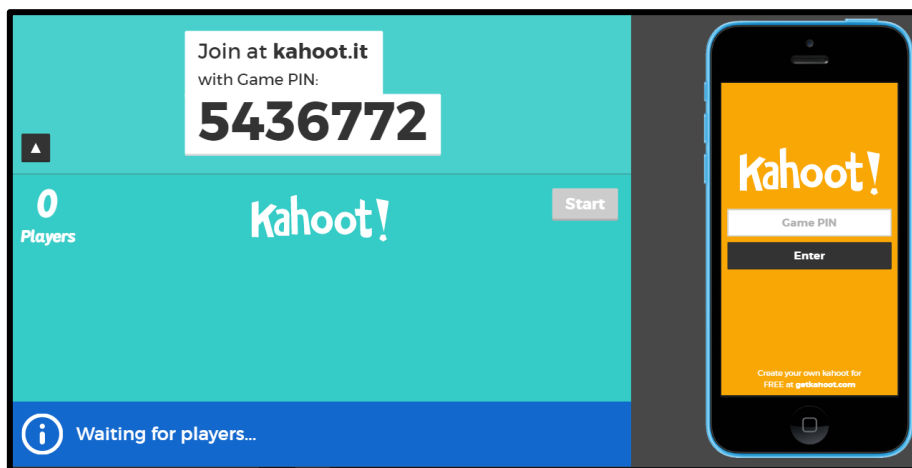 Join at kahoot.it
with Game PIN:
5436772
▲
0
Players
Kahoot!
Start
Waiting for players...
Kahoot!
Game PIN
Enter
Create your own kahoot for
FREE at getkahoot.com